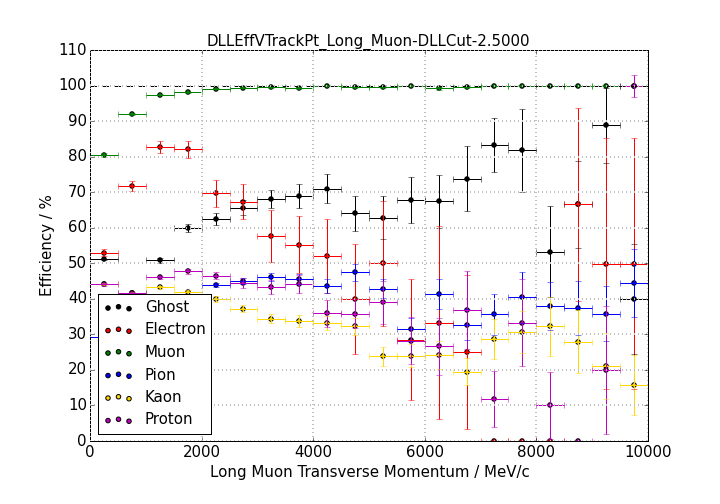 DLLEffVTrackPt_Long_Muon-DLLCut-2.5000
110
100
90
80
70
60
50
40
30
20
10
0
Efficiency / %
Ghost
Electron
Muon
Pion
Kaon
Proton
0 2000 4000 6000 8000 10000
Long Muon Transverse Momentum / MeV/c